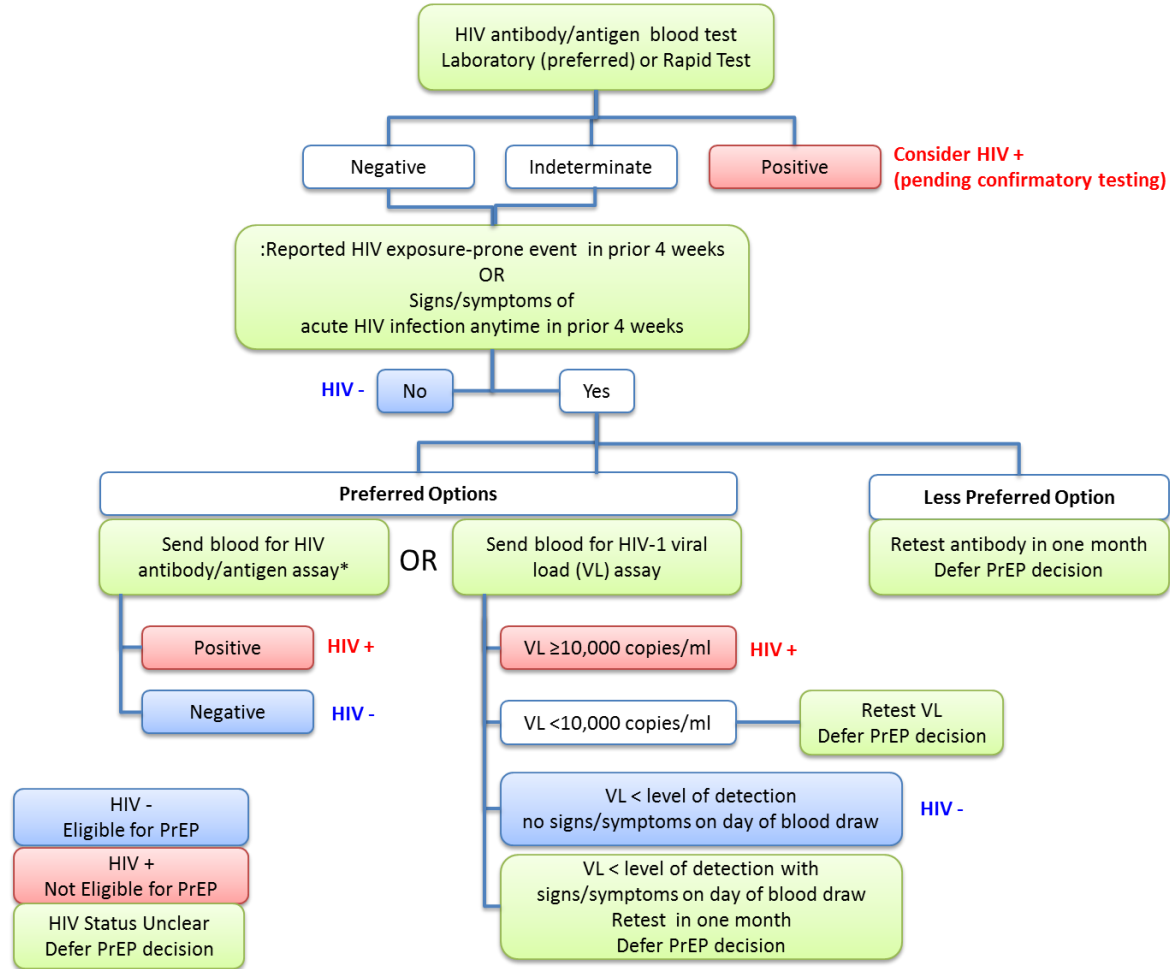 HIV antibody/antigen blood test
Laboratory (preferred) or Rapid Test
Negative
Indeterminate
Positive
Consider HIV +
(pending confirmatory testing)
:Reported HIV exposure-prone event in prior 4 weeks
OR
Signs/symptoms of
acute HIV infection anytime in prior 4 weeks
HIV -
No
Yes
Preferred Options
Less Preferred Option
Send blood for HIV
antibody/antigen assay*
OR
Send blood for HIV-1 viral
load (VL) assay
Retest antibody in one month
Defer PrEP decision
Positive
HIV +
Negative
HIV -
VL ≥10,000 copies/ml
HIV +
VL <10,000 copies/ml
Retest VL
Defer PrEP decision
VL < level of detection
no signs/symptoms on day of blood draw
HIV -
VL < level of detection with
signs/symptoms on day of blood draw
Retest in one month
Defer PrEP decision
HIV -
Eligible for PrEP
HIV +
Not Eligible for PrEP
HIV Status Unclear
Defer PrEP decision